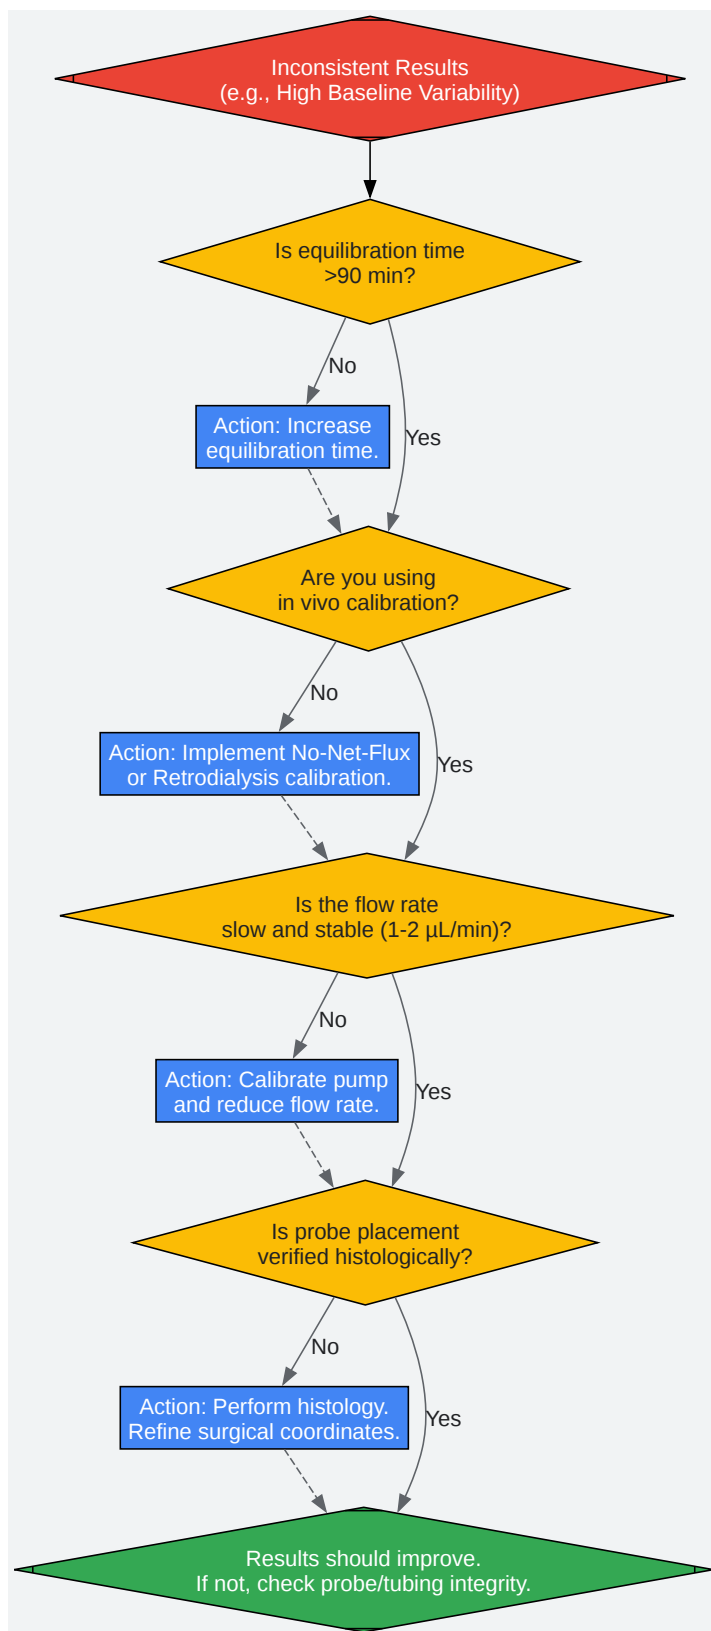 Inconsistent Results
(e.g., High Baseline Variability)
Is equilibration time
>90 min?
No
Action: Increase
equilibration time.
Yes
Are you using
in vivo calibration?
No
Action: Implement No-Net-Flux
or Retrodialysis calibration.
Yes
Is the flow rate
slow and stable (1-2 µL/min)?
No
Action: Calibrate pump
and reduce flow rate.
Yes
Is probe placement
verified histologically?
No
Action: Perform histology.
Refine surgical coordinates.
Yes
Results should improve.
If not, check probe/tubing integrity.